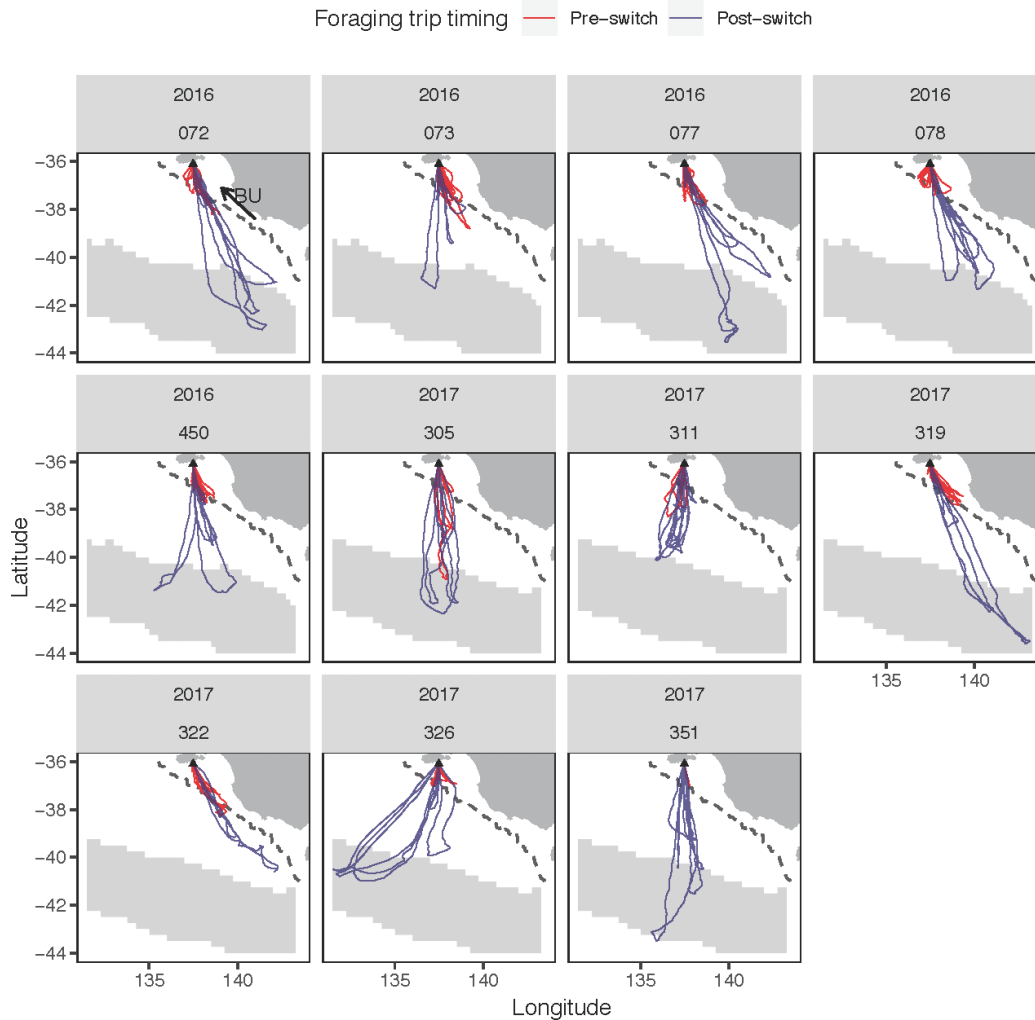 Foraging trip timing Pre-switch Post-switch
2016 2016 2016 2016
072 073 077 078
-36
-38
-40
-42
-44
BU
2016 2017 2017 2017
450 305 311 319
-36
-38
-40
-42
-44
135 140
2017 2017 2017
322 326 351
-36
-38
-40
-42
-44
135 140 135 140 135 140
Latitude
Longitude